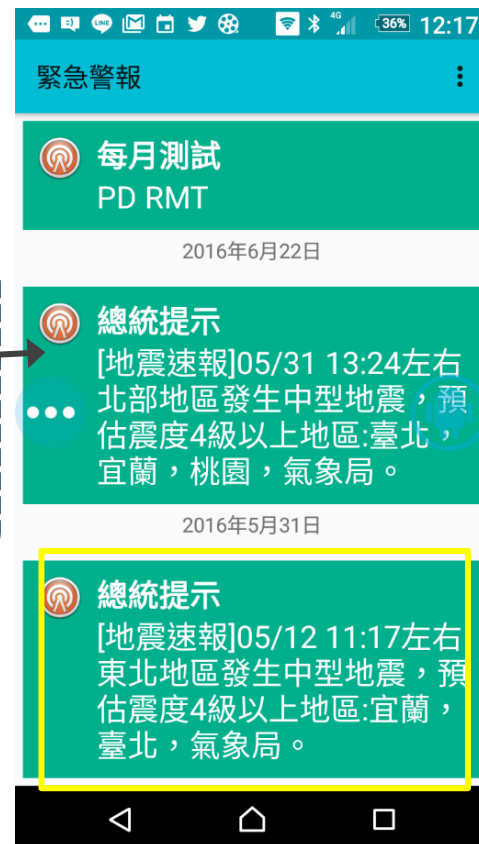 LINE
4G
36%
12:17
緊急警報
每月測試
PD RMT
2016年6月22日
總統提示
[地震速報]05/31 13:24左右
北部地區發生中型地震，預
估震度4級以上地區:臺北，
宜蘭，桃園，氣象局。
2016年5月31日
總統提示
[地震速報]05/12 11:17左右
東北地區發生中型地震，預
估震度4級以上地區:宜蘭，
臺北，氣象局。